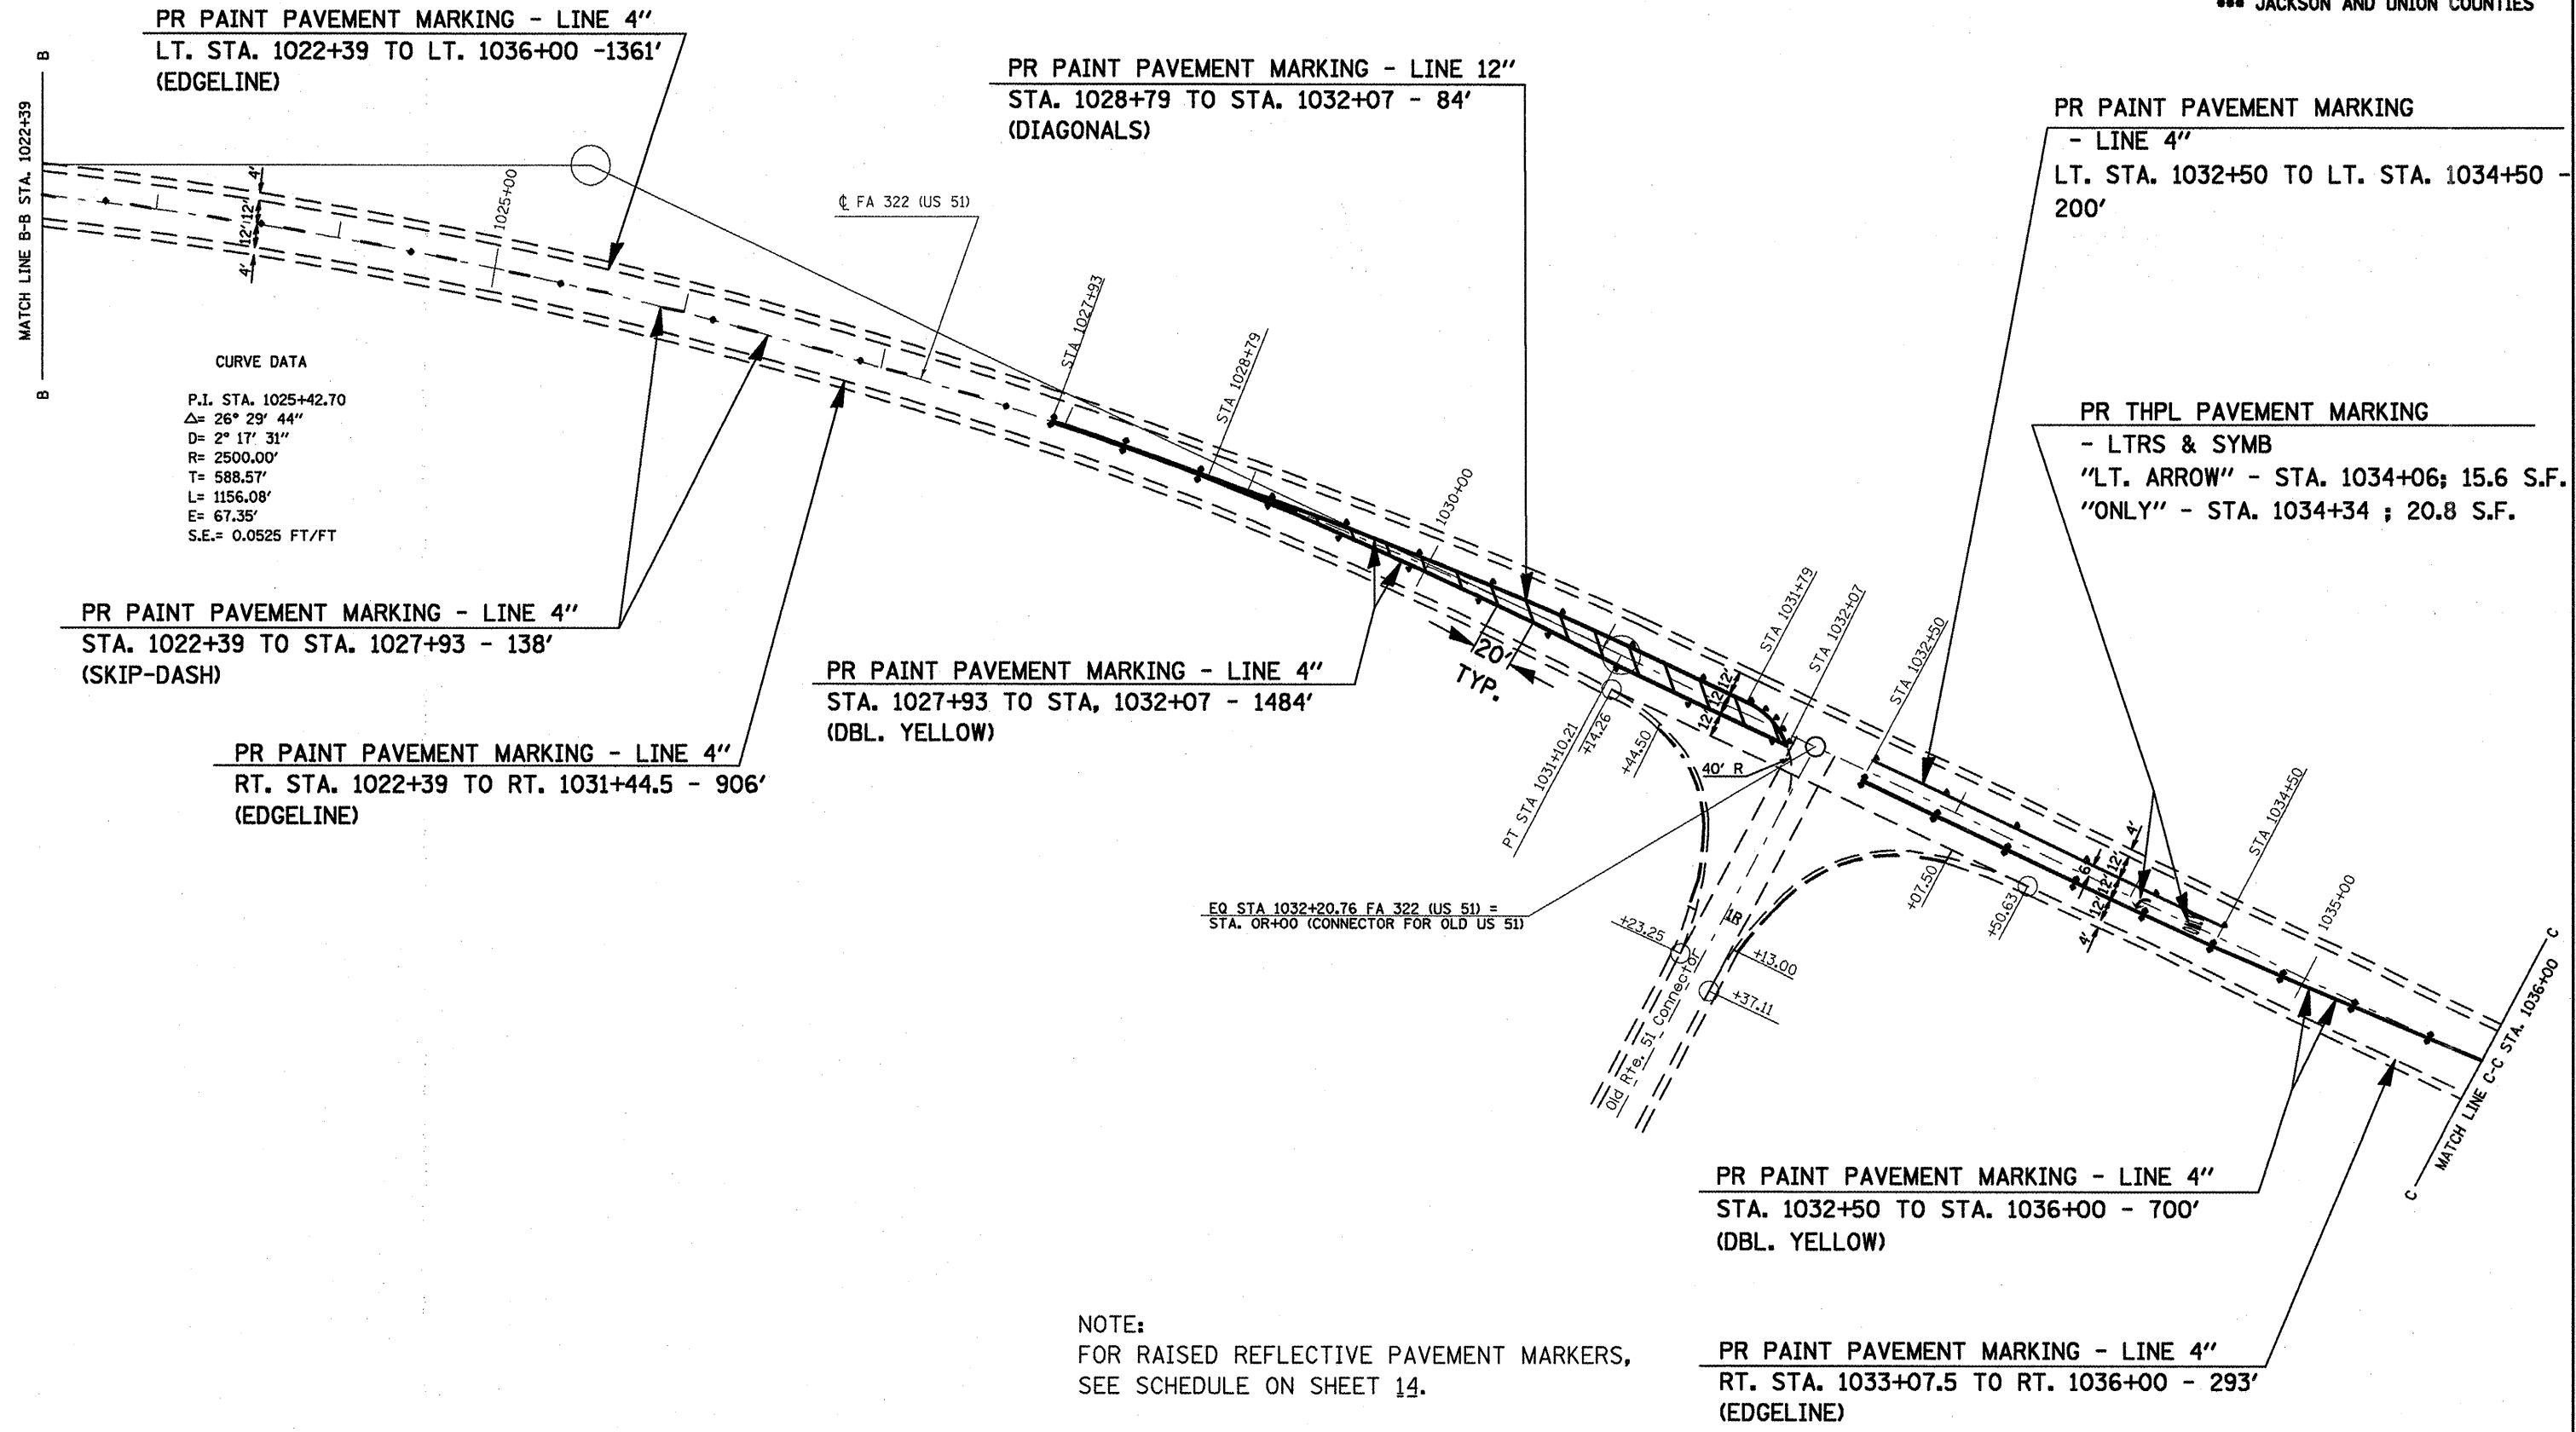 *** JACKSON AND UNION COUNTIES
PR PAINT PAVEMENT MARKING - LINE 4"
LT. STA. 1022+39 TO LT. 1036+00 -1361'
(EDGELINE)
PR PAINT PAVEMENT MARKING - LINE 12"
STA. 1028+79 TO STA. 1032+07 - 84'
(DIAGONALS)
PR PAINT PAVEMENT MARKING
- LINE 4"
LT. STA. 1032+50 TO LT. STA. 1034+50 -
200'
B
MATCH LINE B-B STA. 1022+39
B
4'
12'
12'
4'
1025+00
℄ FA 322 (US 51)
STA 1027+93
STA 1028+79
1030+00
CURVE DATA
P.I. STA. 1025+42.70
Δ= 26° 29' 44"
D= 2° 17' 31"
R= 2500.00'
T= 588.57'
L= 1156.08'
E= 67.35'
S.E.= 0.0525 FT/FT
PR THPL PAVEMENT MARKING
- LTRS & SYMB
"LT. ARROW" - STA. 1034+06; 15.6 S.F.
"ONLY" - STA. 1034+34 ; 20.8 S.F.
PR PAINT PAVEMENT MARKING - LINE 4"
STA. 1022+39 TO STA. 1027+93 - 138'
(SKIP-DASH)
PR PAINT PAVEMENT MARKING - LINE 4"
STA. 1027+93 TO STA, 1032+07 - 1484'
(DBL. YELLOW)
PR PAINT PAVEMENT MARKING - LINE 4"
RT. STA. 1022+39 TO RT. 1031+44.5 - 906'
(EDGELINE)
20'
TYP.
STA 1031+79
STA 1032+07
STA 1032+50
12'
12'
12'
PT STA 1031+10.21
+14.26
+44.50
40' R
EQ STA 1032+20.76 FA 322 (US 51) =
STA. OR+00 (CONNECTOR FOR OLD US 51)
+23.25
1B
+13.00
+37.11
Old Rte. 51 Connector
+07.50
+50.63
4'
12'
6'
12'
12'
4'
STA 1034+50
1035+00
C
MATCH LINE C-C STA. 1036+00
C
PR PAINT PAVEMENT MARKING - LINE 4"
STA. 1032+50 TO STA. 1036+00 - 700'
(DBL. YELLOW)
NOTE:
FOR RAISED REFLECTIVE PAVEMENT MARKERS,
SEE SCHEDULE ON SHEET 14.
PR PAINT PAVEMENT MARKING - LINE 4"
RT. STA. 1033+07.5 TO RT. 1036+00 - 293'
(EDGELINE)